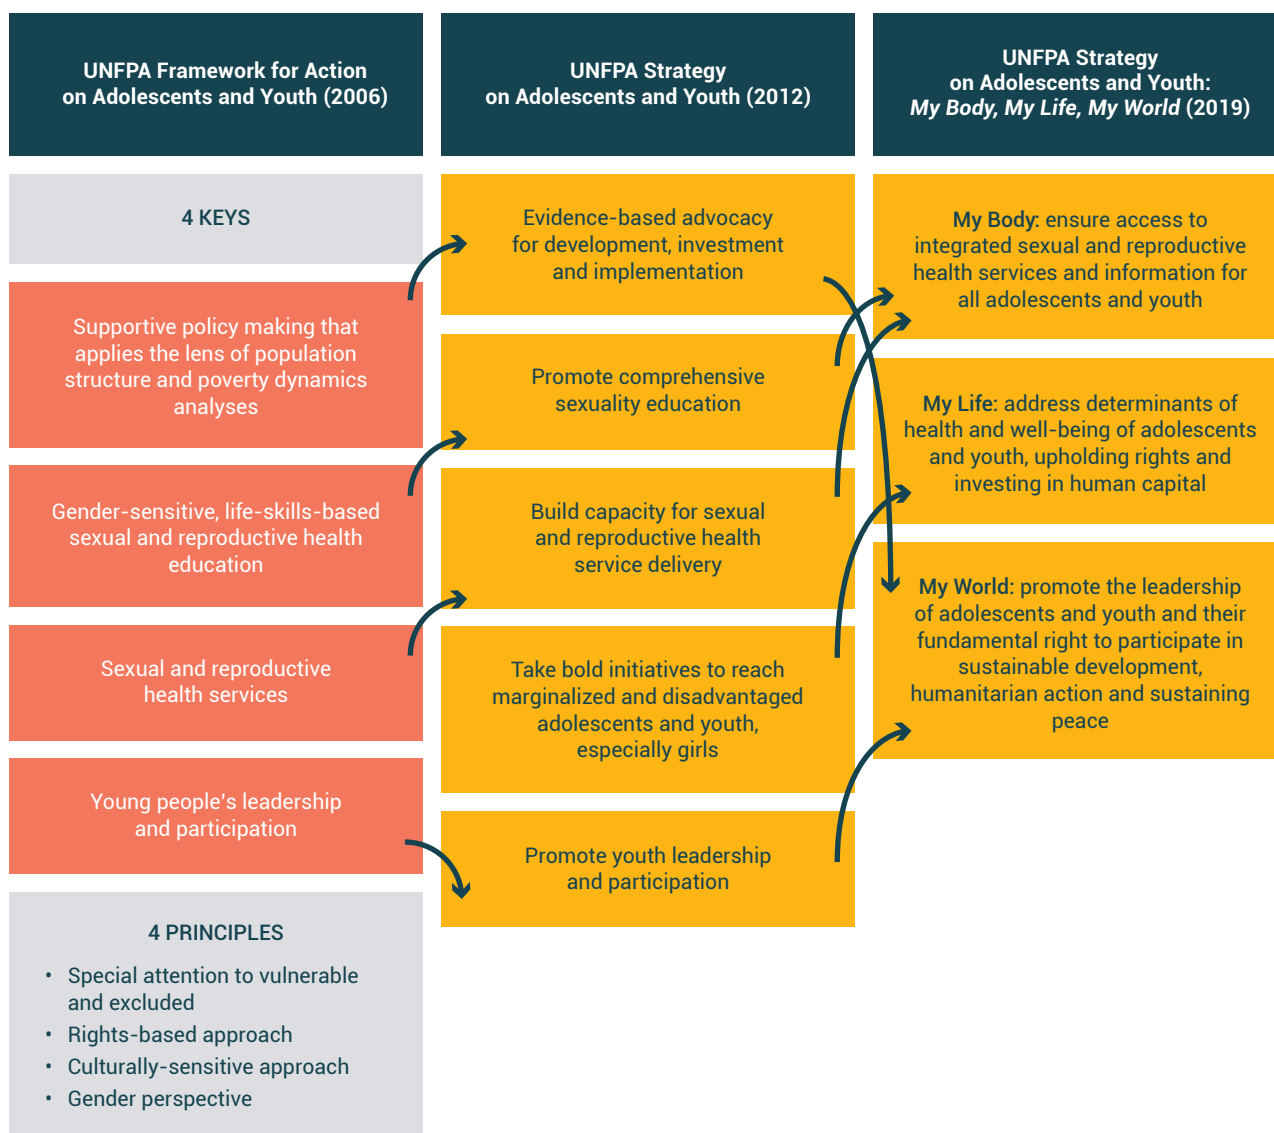 UNFPA Framework for Action
on Adolescents and Youth (2006)
4 KEYS
Supportive policy making that
applies the lens of population
structure and poverty dynamics
analyses
Gender-sensitive, life-skills-based
sexual and reproductive health
education
Sexual and reproductive
health services
Young people's leadership
and participation
4 PRINCIPLES
• Special attention to vulnerable
and excluded
• Rights-based approach
• Culturally-sensitive approach
• Gender perspective
UNFPA Strategy
on Adolescents and Youth (2012)
Evidence-based advocacy
for development, investment
and implementation
Promote comprehensive
sexuality education
Build capacity for sexual
and reproductive health
service delivery
Take bold initiatives to reach
marginalized and disadvantaged
adolescents and youth,
especially girls
Promote youth leadership
and participation
UNFPA Strategy
on Adolescents and Youth:
My Body, My Life, My World (2019)
My Body: ensure access to
integrated sexual and reproductive
health services and information for
all adolescents and youth
My Life: address determinants of
health and well-being of adolescents
and youth, upholding rights and
investing in human capital
My World: promote the leadership
of adolescents and youth and their
fundamental right to participate in
sustainable development,
humanitarian action and sustaining
peace